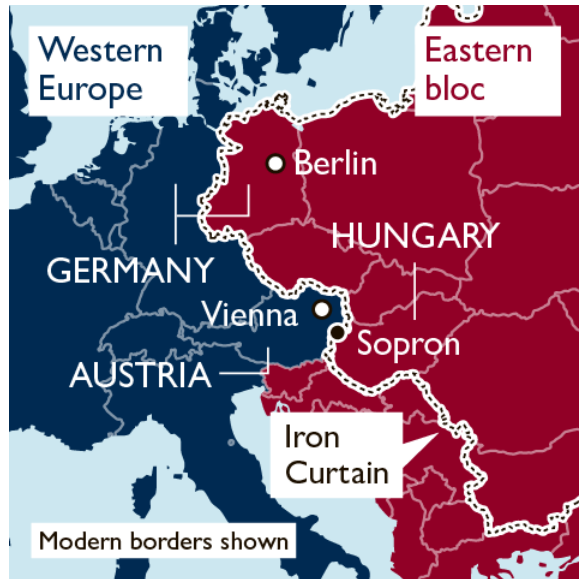 Western
Europe
Eastern
bloc
Berlin
HUNGARY
GERMANY
Vienna
Sopron
AUSTRIA
Iron
Curtain
Modern borders shown